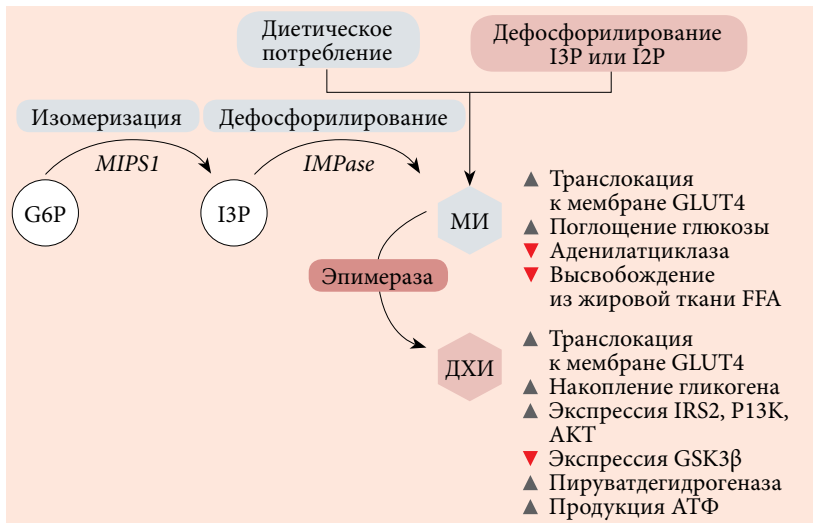 Диетическое
потребление
Дефосфорилирование
I3P или I2P
Изомеризация
Дефосфорилирование
MIPS1
IMPase
G6P
I3P
МИ
▲ Транслокация
к мембране GLUT4
▲ Поглощение глюкозы
▼ Аденилатциклаза
▼ Высвобождение
из жировой ткани FFA
Эпимераза
ДХИ
▲ Транслокация
к мембране GLUT4
▲ Накопление гликогена
▲ Экспрессия IRS2, P13K,
AKT
▼ Экспрессия GSK3β
▲ Пируватдегидрогеназа
▲ Продукция АТФ